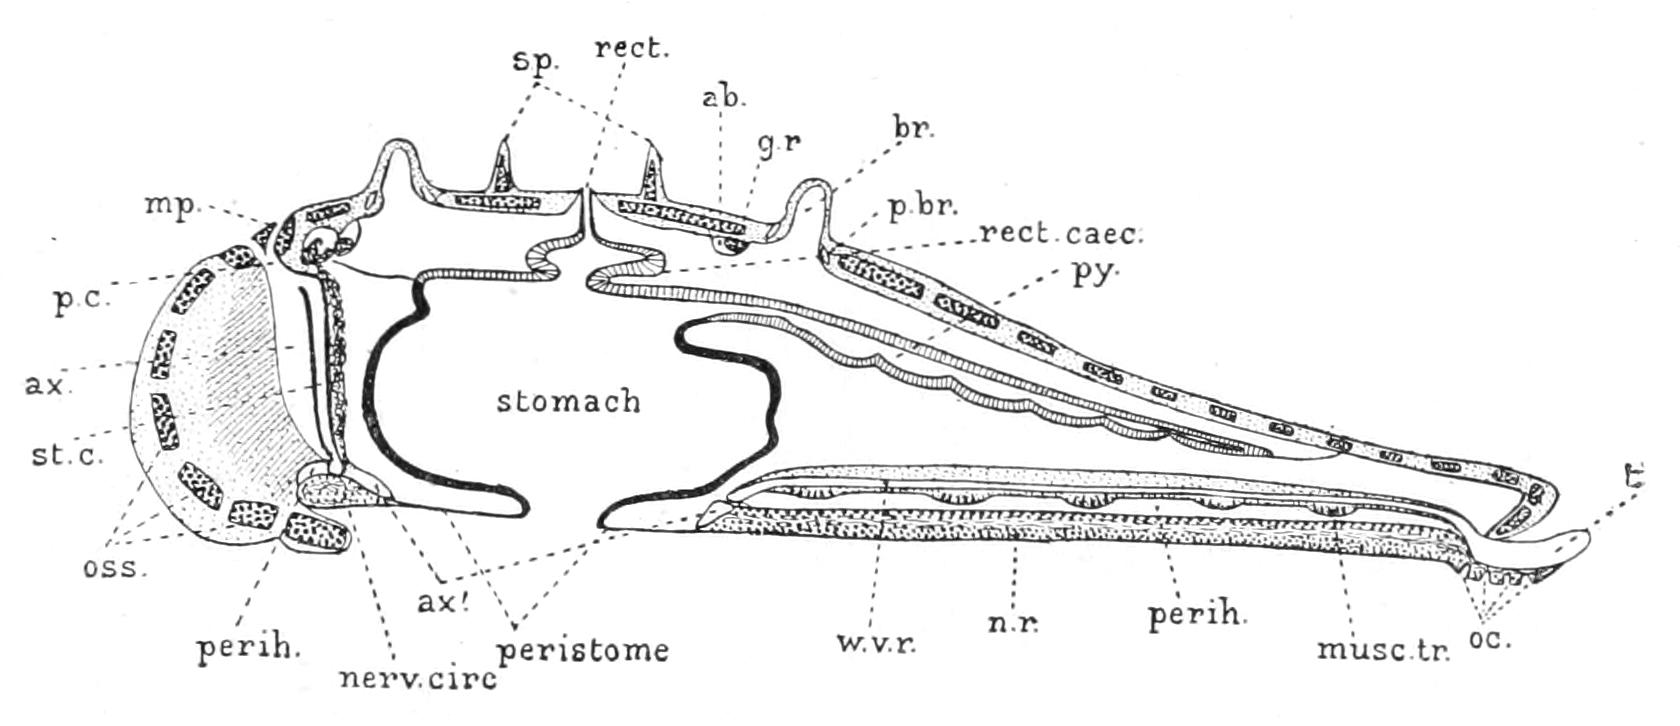 sp.
rect.
ab.
g.r
br.
mp.
p.br.
rect.caec.
py.
p.c.
ax.
stomach
st.c.
t
oss.
ax!
perih.
nerv.circ
peristome
w.v.r.
n.r.
perih.
musc.tr.
oc.